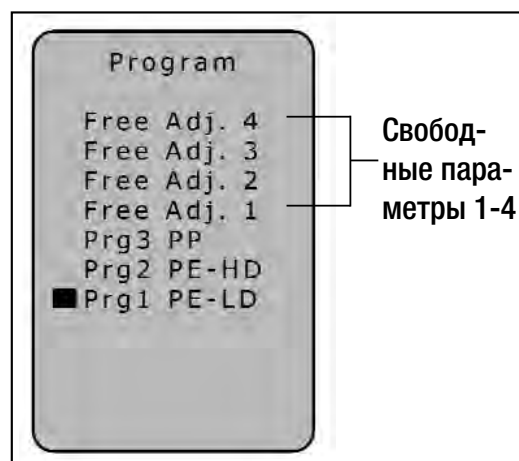 Program
Free Adj. 4
Free Adj. 3
Free Adj. 2
Free Adj. 1
Prg3 PP
Prg2 PE-HD
Prg1 PE-LD
Свобод-
ные пара-
метры 1-4